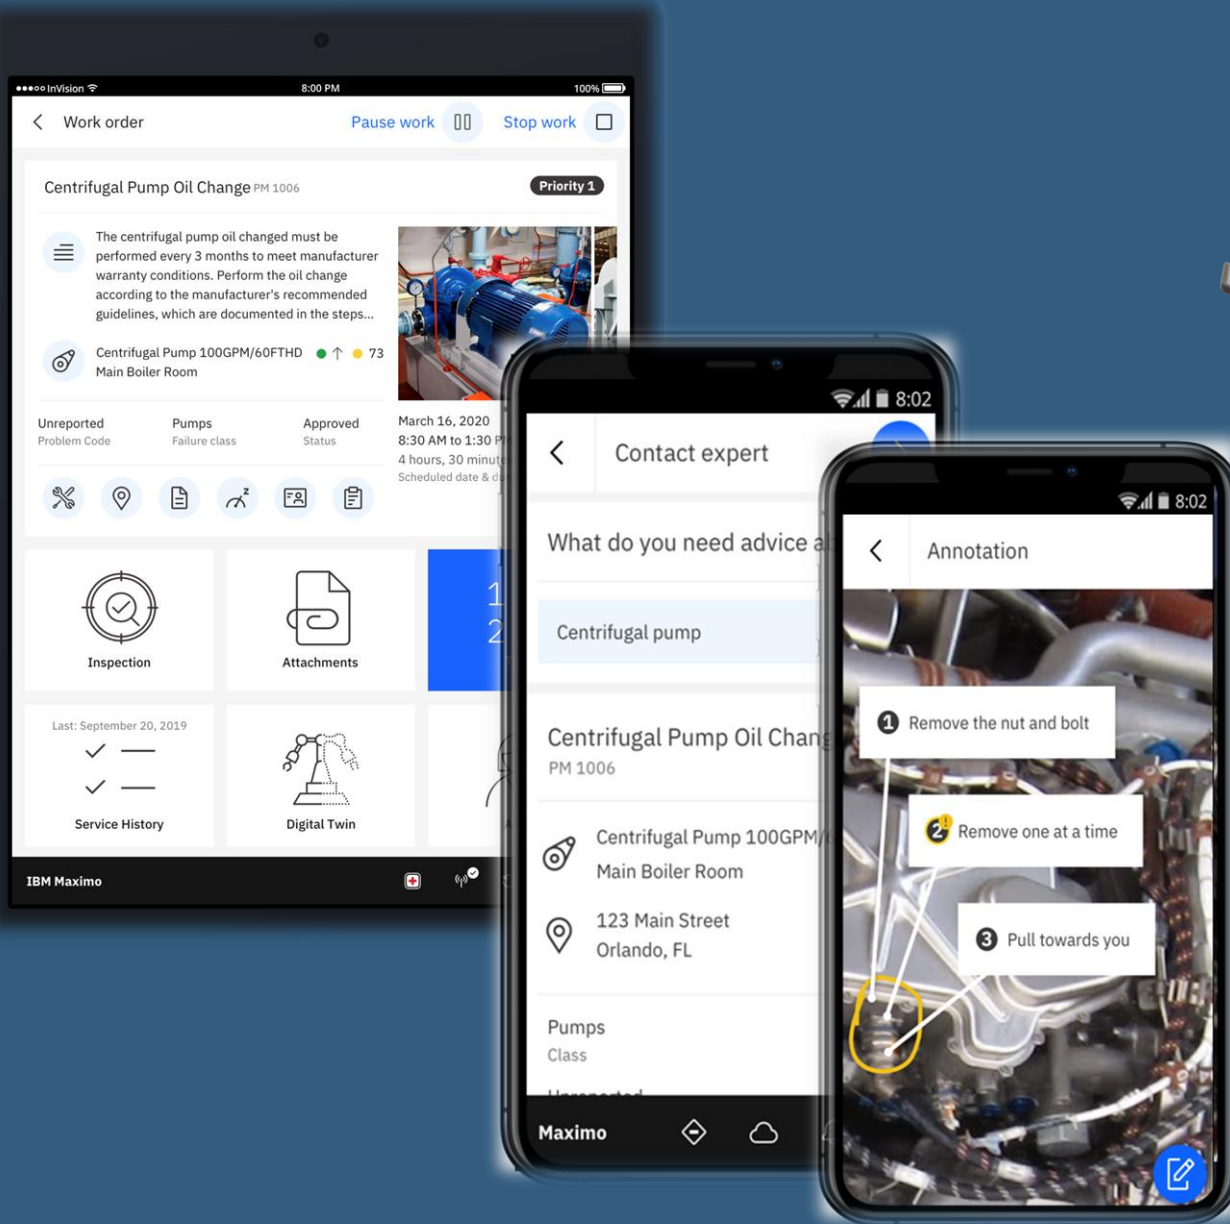 InVision
8:00 PM
100%
Work order
Pause work
Stop work
Centrifugal Pump Oil Change PM 1006
Priority 1
The centrifugal pump oil changed must be
performed every 3 months to meet manufacturer
warranty conditions. Perform the oil change
according to the manufacturer's recommended
guidelines, which are documented in the steps...
Centrifugal Pump 100GPM/60FTHD
73
Main Boiler Room
Unreported
Problem Code
Pumps
Failure class
Approved
Status
March 16, 2020
8:30 AM to 1:30 PM
4 hours, 30
Scheduled date &
Inspection
Attachments
1
2
Last: September 20, 2019
Service History
Digital Twin
IBM Maximo
8:02
Contact expert
What do you need advice
Centrifugal pump
Centrifugal Pump Oil
PM 1006
Centrifugal Pump 100GPM/
Main Boiler Room
123 Main Street
Orlando, FL
Pumps
Class
Maximo
8:02
Annotation
1 Remove the nut and bolt
2 Remove one at a time
3 Pull towards you